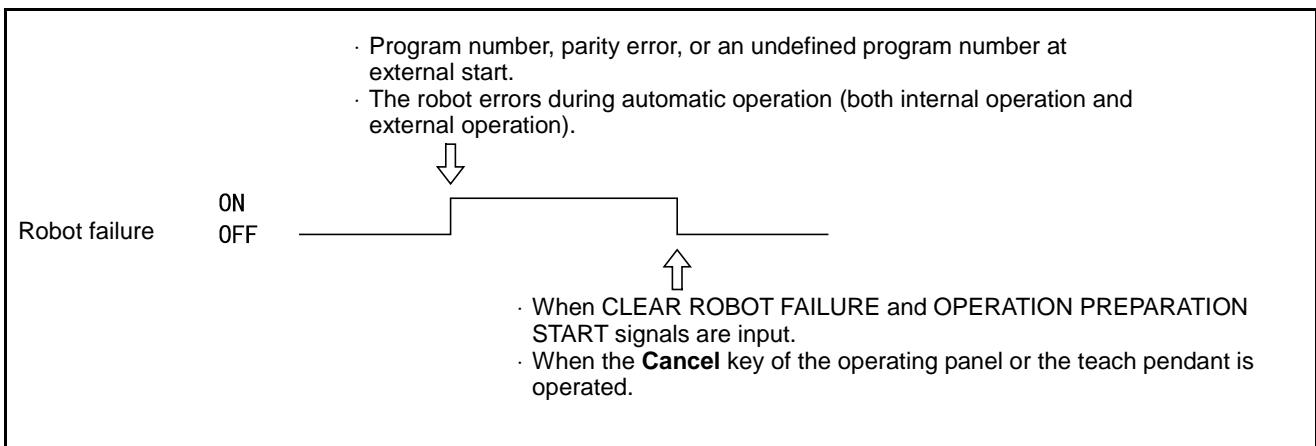 · Program number, parity error, or an undefined program number at
external start.
· The robot errors during automatic operation (both internal operation and
external operation).
ON
Robot failure OFF
· When CLEAR ROBOT FAILURE and OPERATION PREPARATION
START signals are input.
· When the Cancel key of the operating panel or the teach pendant is
operated.